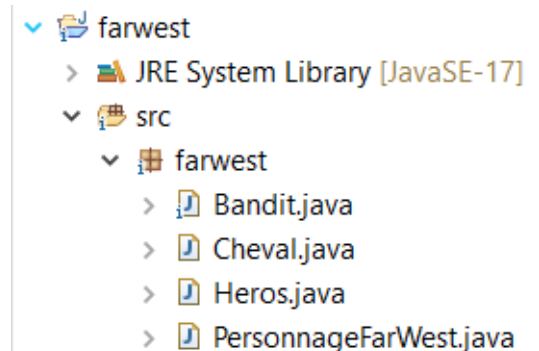 farwest
JRE System Library [JavaSE-17]
src
farwest
Bandit.java
Cheval.java
Heros.java
PersonnageFarWest.java